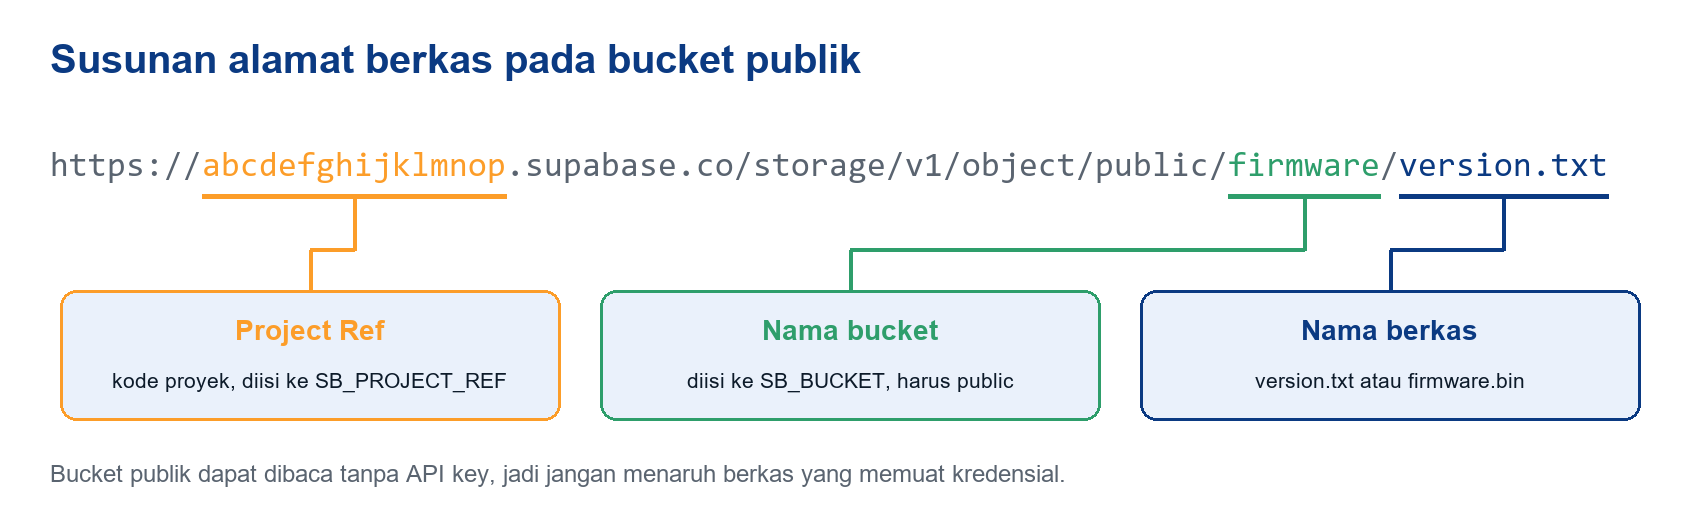 Susunan alamat berkas pada bucket publik
https://abcdefghijklmnop.supabase.co/storage/v1/object/public/firmware/version.txt
Project Ref
kode proyek, diisi ke SB_PROJECT_REF
Nama bucket
diisi ke SB_BUCKET, harus public
Nama berkas
version.txt atau firmware.bin
Bucket publik dapat dibaca tanpa API key, jadi jangan menaruh berkas yang memuat kredensial.